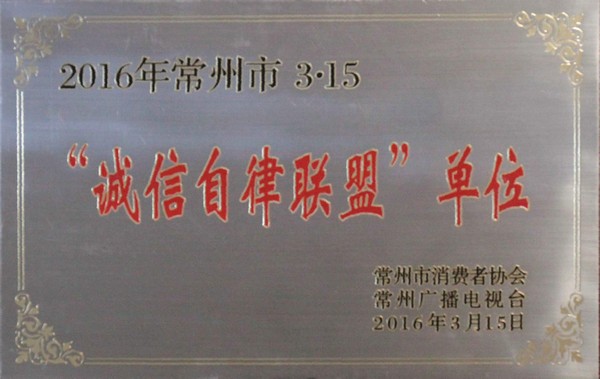 2016年常州市 3·15
“诚信自律联盟”单位
常州市消费者协会
常州广播电视台
2016年3月15日